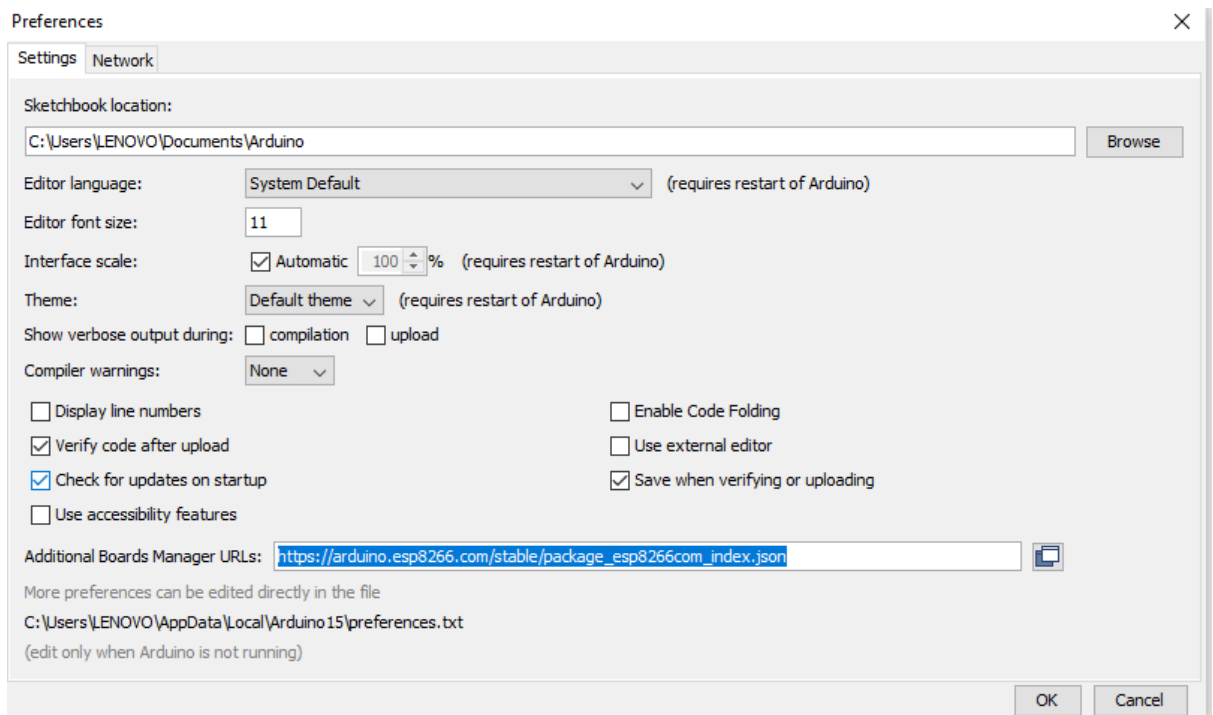 Preferences
Settings Network
Sketchbook location:
C:\Users\LENOVO\Documents\Arduino Browse
Editor language: System Default (requires restart of Arduino)
Editor font size: 11
Interface scale: Automatic 100 % (requires restart of Arduino)
Theme: Default theme (requires restart of Arduino)
Show verbose output during: compilation upload
Compiler warnings: None
Display line numbers Enable Code Folding
Verify code after upload Use external editor
Check for updates on startup Save when verifying or uploading
Use accessibility features
Additional Boards Manager URLs: https://arduino.esp8266.com/stable/package_esp8266com_index.json
More preferences can be edited directly in the file
C:\Users\LENOVO\AppData\Local\Arduino15\preferences.txt
(edit only when Arduino is not running)
OK Cancel